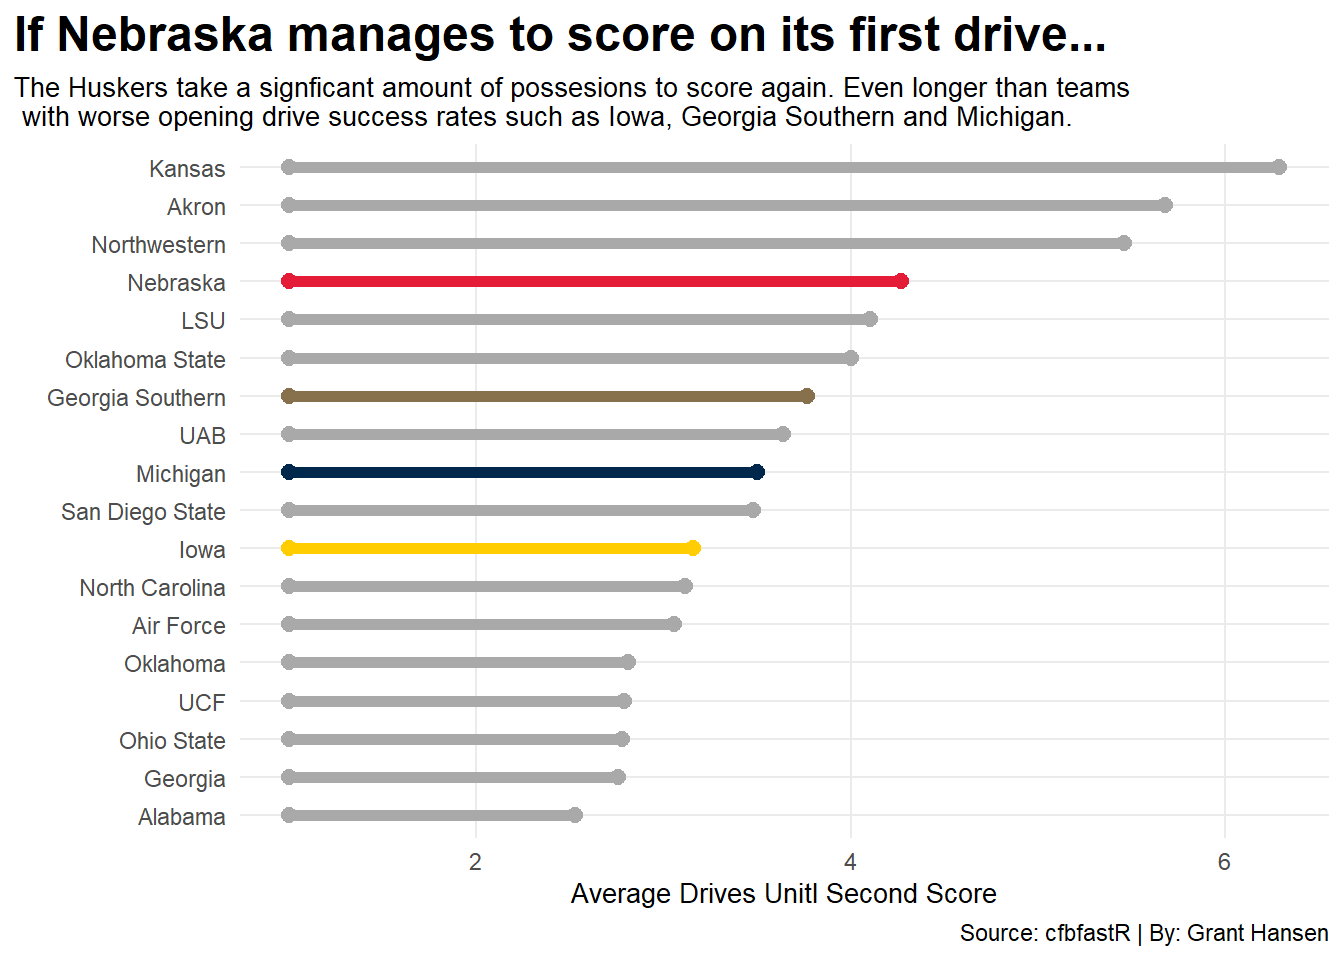 If Nebraska manages to score on its first drive...
The Huskers take a signficant amount of possesions to score again. Even longer than teams
with worse opening drive success rates such as Iowa, Georgia Southern and Michigan.
Kansas
Akron
Northwestern
Nebraska
LSU
Oklahoma State
Georgia Southern
UAB
Michigan
San Diego State
Iowa
North Carolina
Air Force
Oklahoma
UCF
Ohio State
Georgia
Alabama
2 4 6
Average Drives Unitl Second Score
Source: cfbfastR | By: Grant Hansen